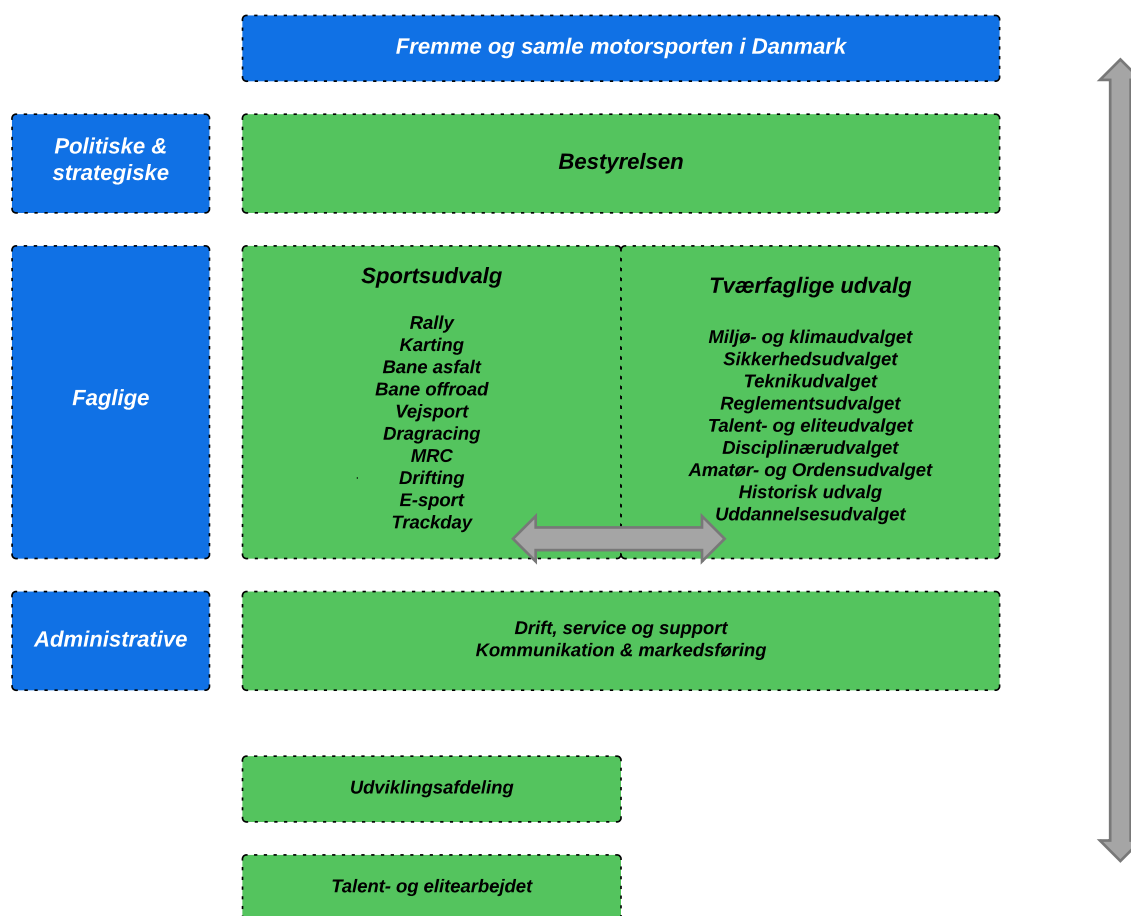 Fremme og samle motorsporten i Danmark
Politiske &
strategiske
Bestyrelsen
Faglige
Sportsudvalg
Rally
Karting
Bane asfalt
Bane offroad
Vejsport
Dragracing
MRC
Drifting
E-sport
Trackday
Tværfaglige udvalg
Miljø- og klimaudvalget
Sikkerhedsudvalget
Teknikudvalget
Reglementsudvalget
Talent- og eliteudvalget
Disciplinærudvalget
Amatør- og Ordensudvalget
Historisk udvalg
Uddannelsesudvalget
Administrative
Drift, service og support
Kommunikation & markedsføring
Udviklingsafdeling
Talent- og elitearbejdet